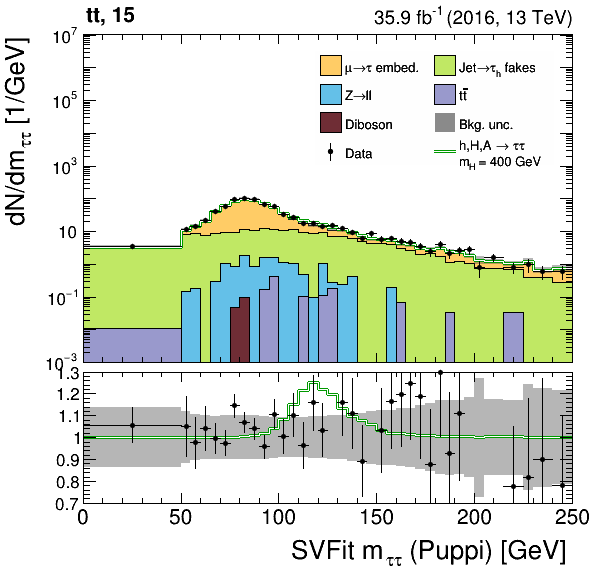 tt, 15
35.9 fb⁻¹ (2016, 13 TeV)
dN/dm_ττ [1/GeV]
10⁷
10⁵
10³
10
10⁻¹
10⁻³
μ→τ embed.
Jet→τ_h fakes
Z→ll
tt̄
Diboson
Bkg. unc.
Data
h,H,A → ττ
m_H = 400 GeV
1.3
1.2
1.1
1
0.9
0.8
0.7
0 50 100 150 200 250
SVFit m_ττ (Puppi) [GeV]